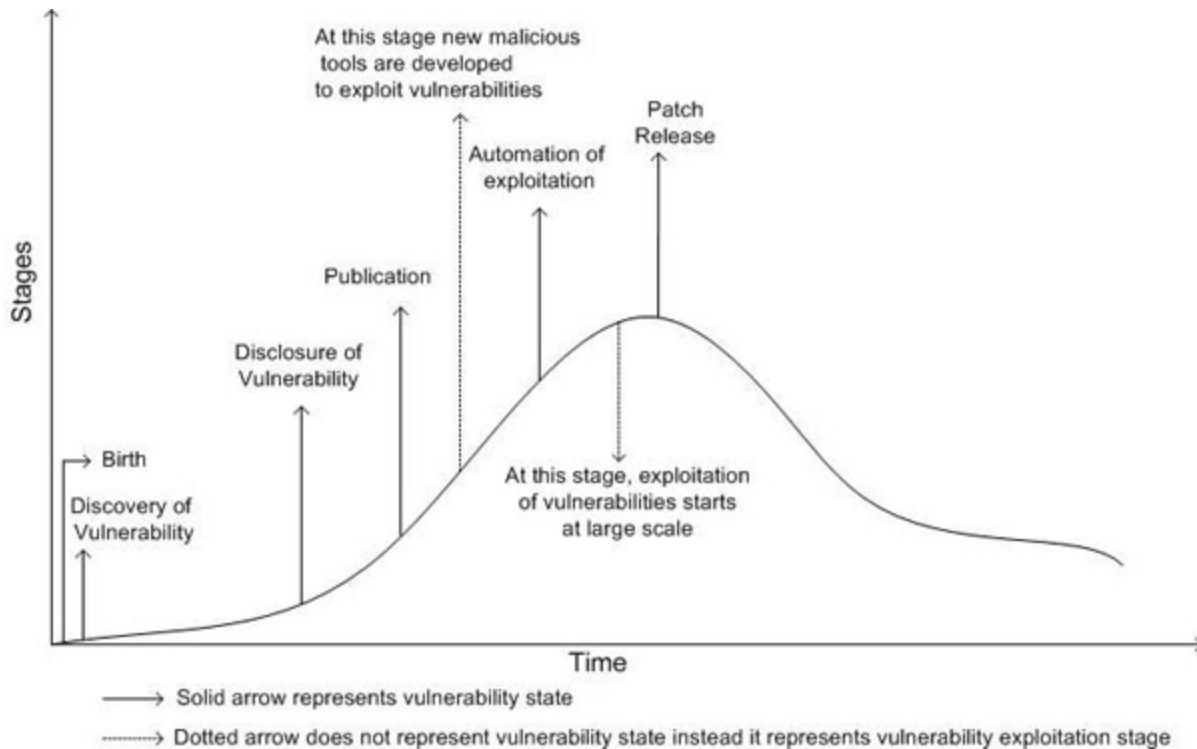 At this stage new malicious
tools are developed
to exploit vulnerabilities
Patch
Release
Automation of
exploitation
Publication
Stages
Disclosure of
Vulnerability
Birth
Discovery of
Vulnerability
At this stage, exploitation
of vulnerabilities starts
at large scale
Time
Solid arrow represents vulnerability state
Dotted arrow does not represent vulnerability state instead it represents vulnerability exploitation stage